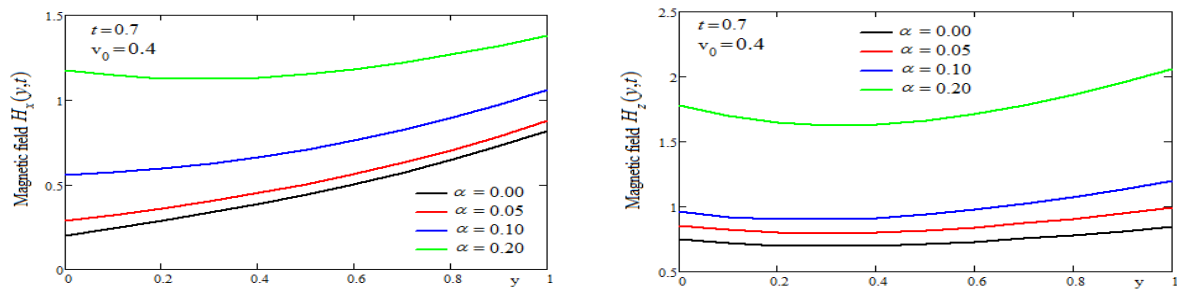 1.5
t=0.7
v₀=0.4
1
0.5
0
Magnetic field Hₓ(y,t)
α = 0.00
α = 0.05
α = 0.10
α = 0.20
0 0.2 0.4 0.6 0.8 y 1
2.5
t=0.7
v₀=0.4
2
1.5
1
0.5
Magnetic field H_z(y,t)
α = 0.00
α = 0.05
α = 0.10
α = 0.20
0 0.2 0.4 0.6 0.8 y 1